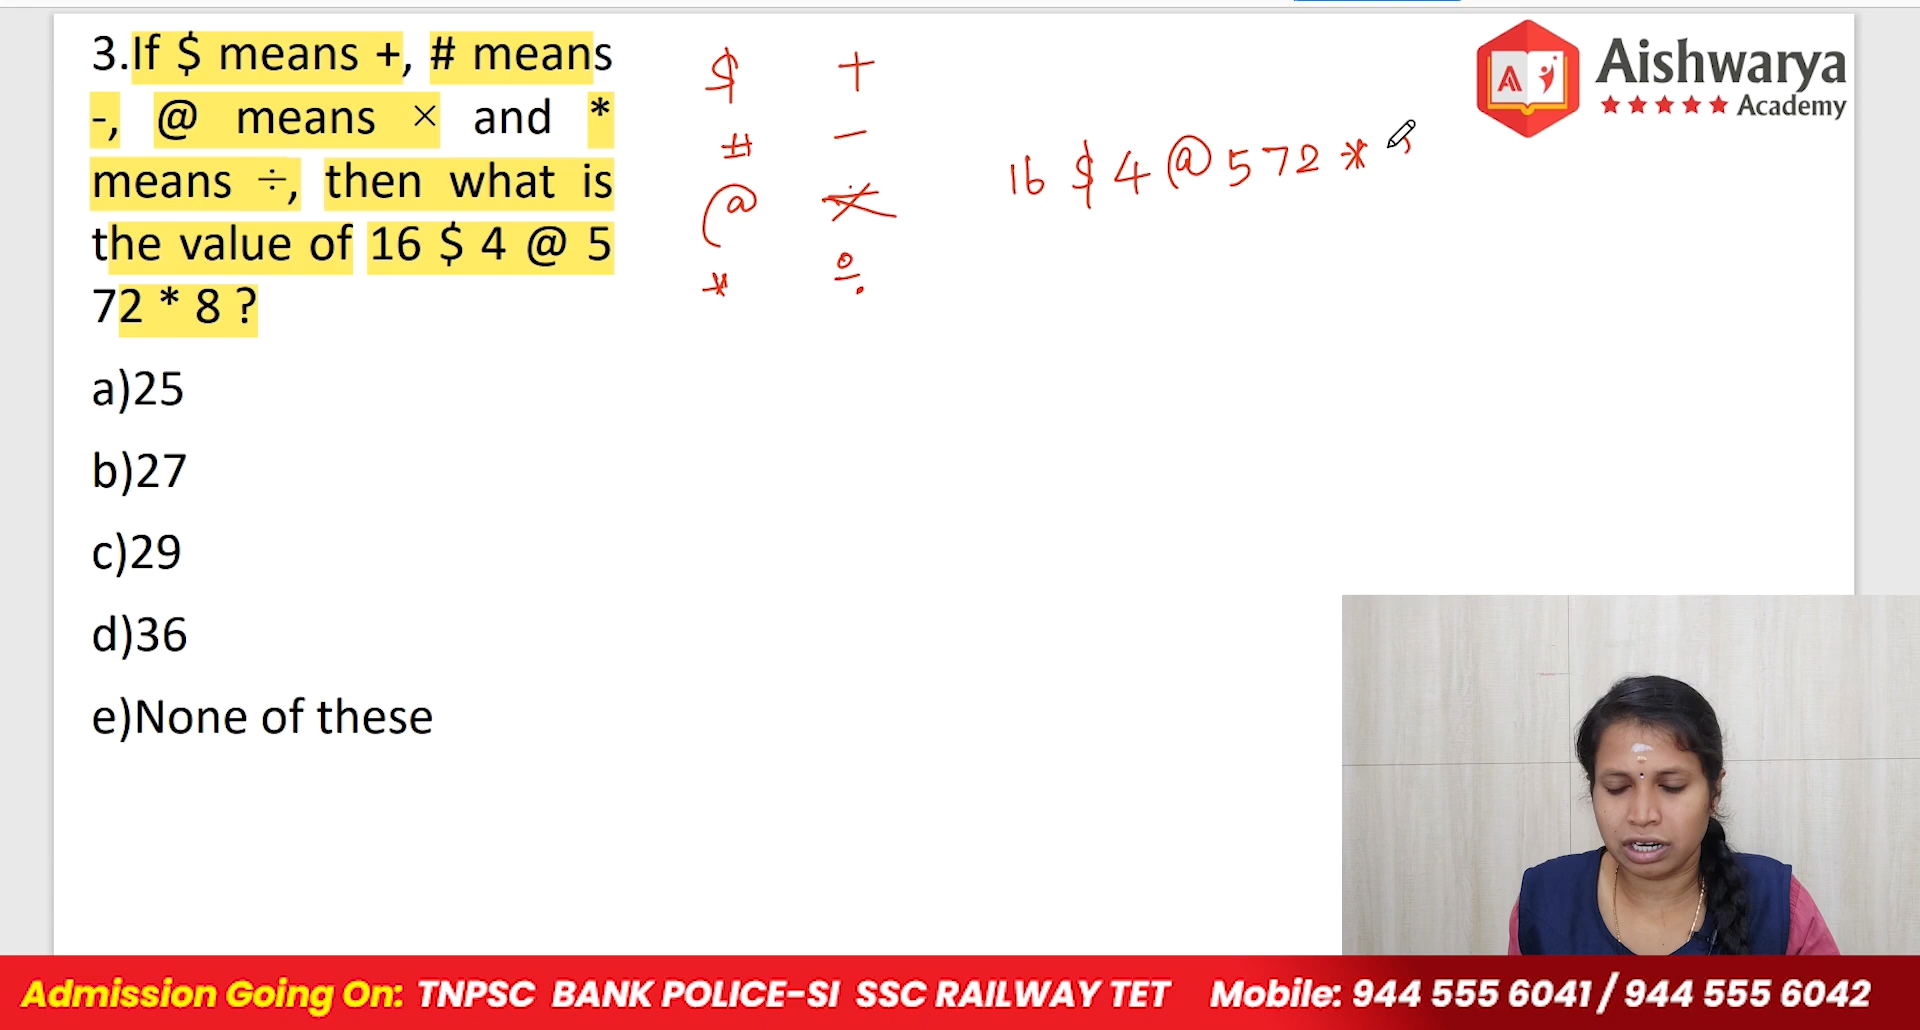 3.If $ means +, # means
-, @ means × and *
means ÷, then what is
the value of 16 $ 4 @ 5
72 * 8 ?
a)25
b)27
c)29
d)36
e)None of these
$ +
# -
@ ×
* ÷
16 $ 4 @ 572 *
Aishwarya
Academy
Admission Going On: TNPSC BANK POLICE-SI SSC RAILWAY TET Mobile: 944 555 6041 / 944 555 6042